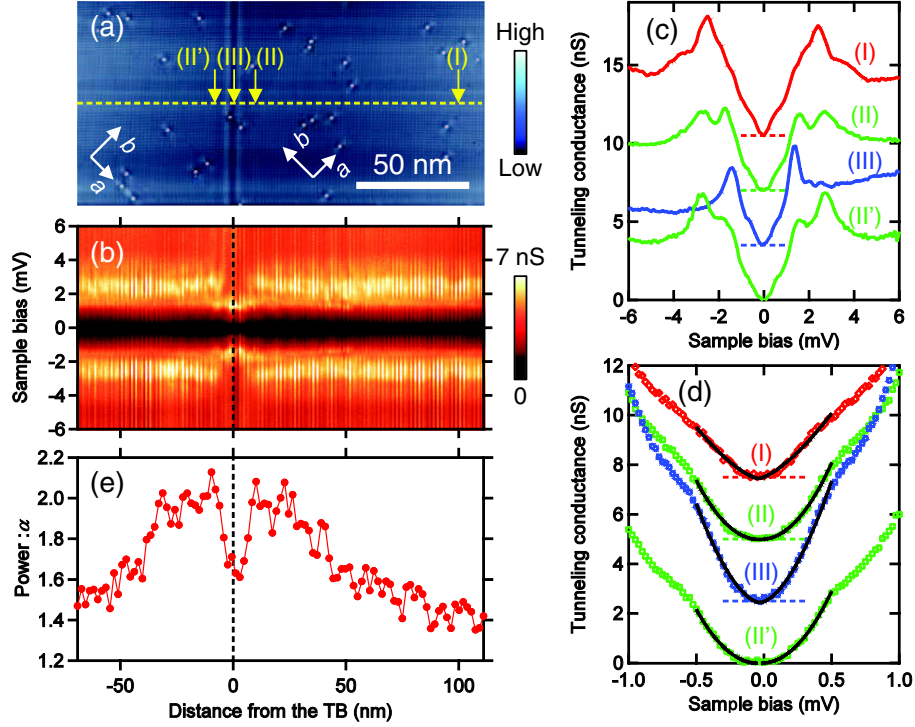 (a)
(II') (III) (II)
(I)
b
a
b
a
50 nm
High
Low
(b)
Sample bias (mV)
6
4
2
0
-2
-4
-6
7 nS
0
(e)
Power :α
2.2
2.0
1.8
1.6
1.4
1.2
-50
0
50
100
Distance from the TB (nm)
(c)
Tunneling conductance (nS)
15
10
5
0
(I)
(II)
(III)
(II')
-6
-4
-2
0
2
4
6
Sample bias (mV)
(d)
Tunneling conductance (nS)
12
10
8
6
4
2
0
(I)
(II)
(III)
(II')
-1.0
-0.5
0.0
0.5
1.0
Sample bias (mV)